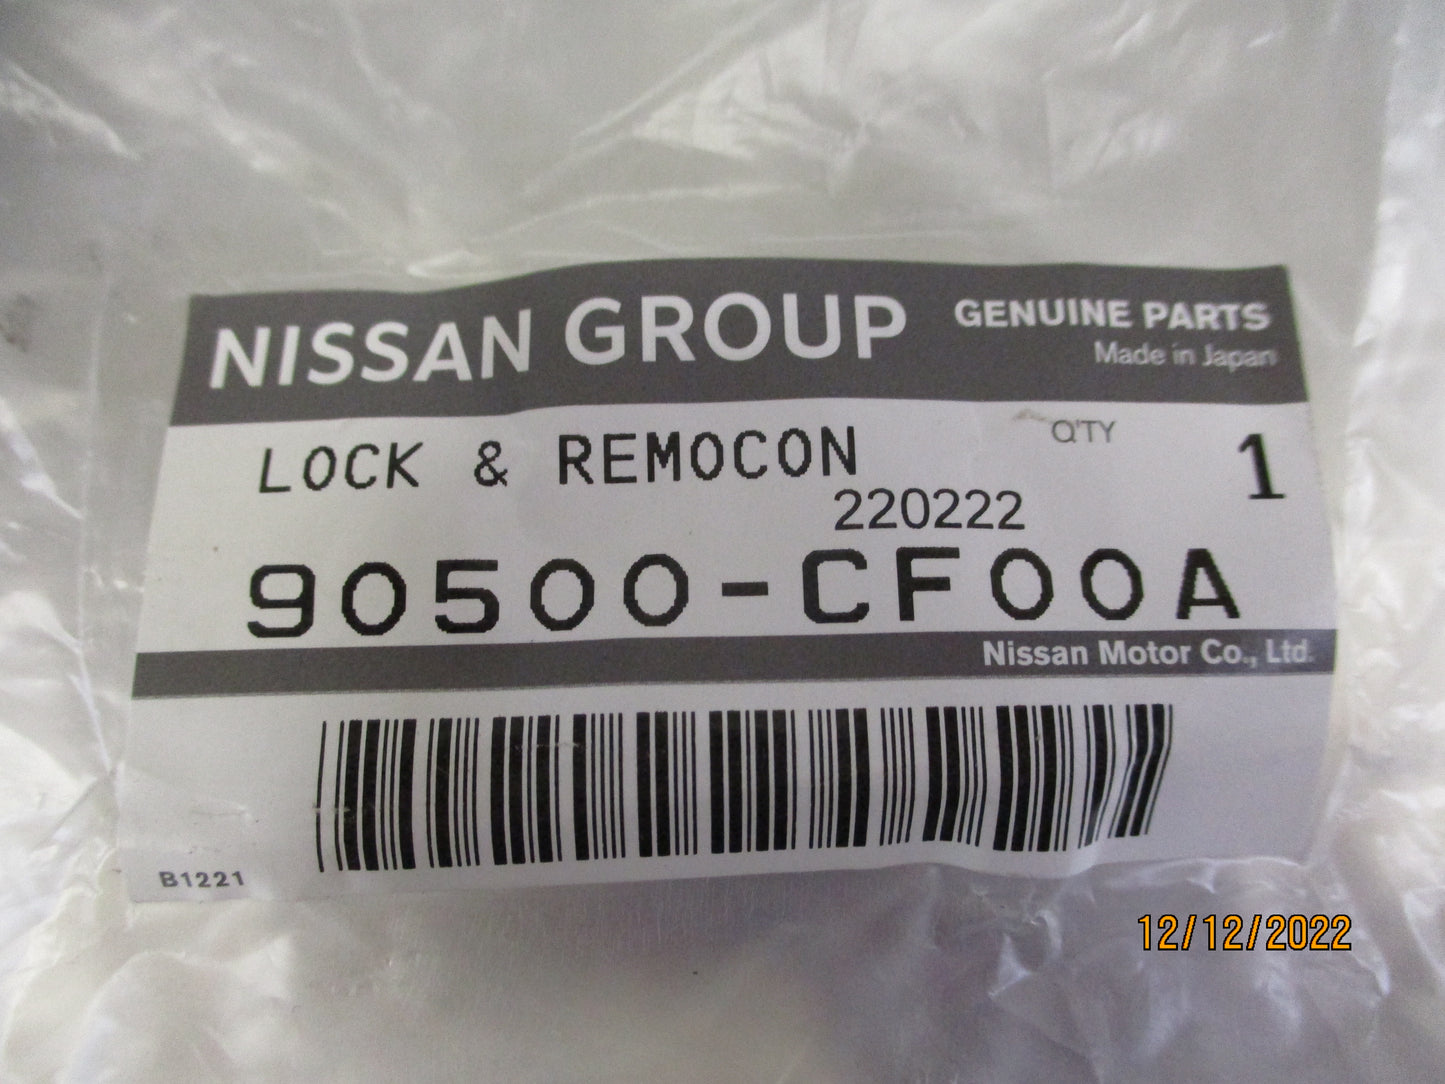 NISSAN GROUP
GENUINE PARTS
Made in Japan
LOCK & REMOCON
Q'TY
1
220222
90500-CF00A
Nissan Motor Co., Ltd.
B1221
12/12/2022